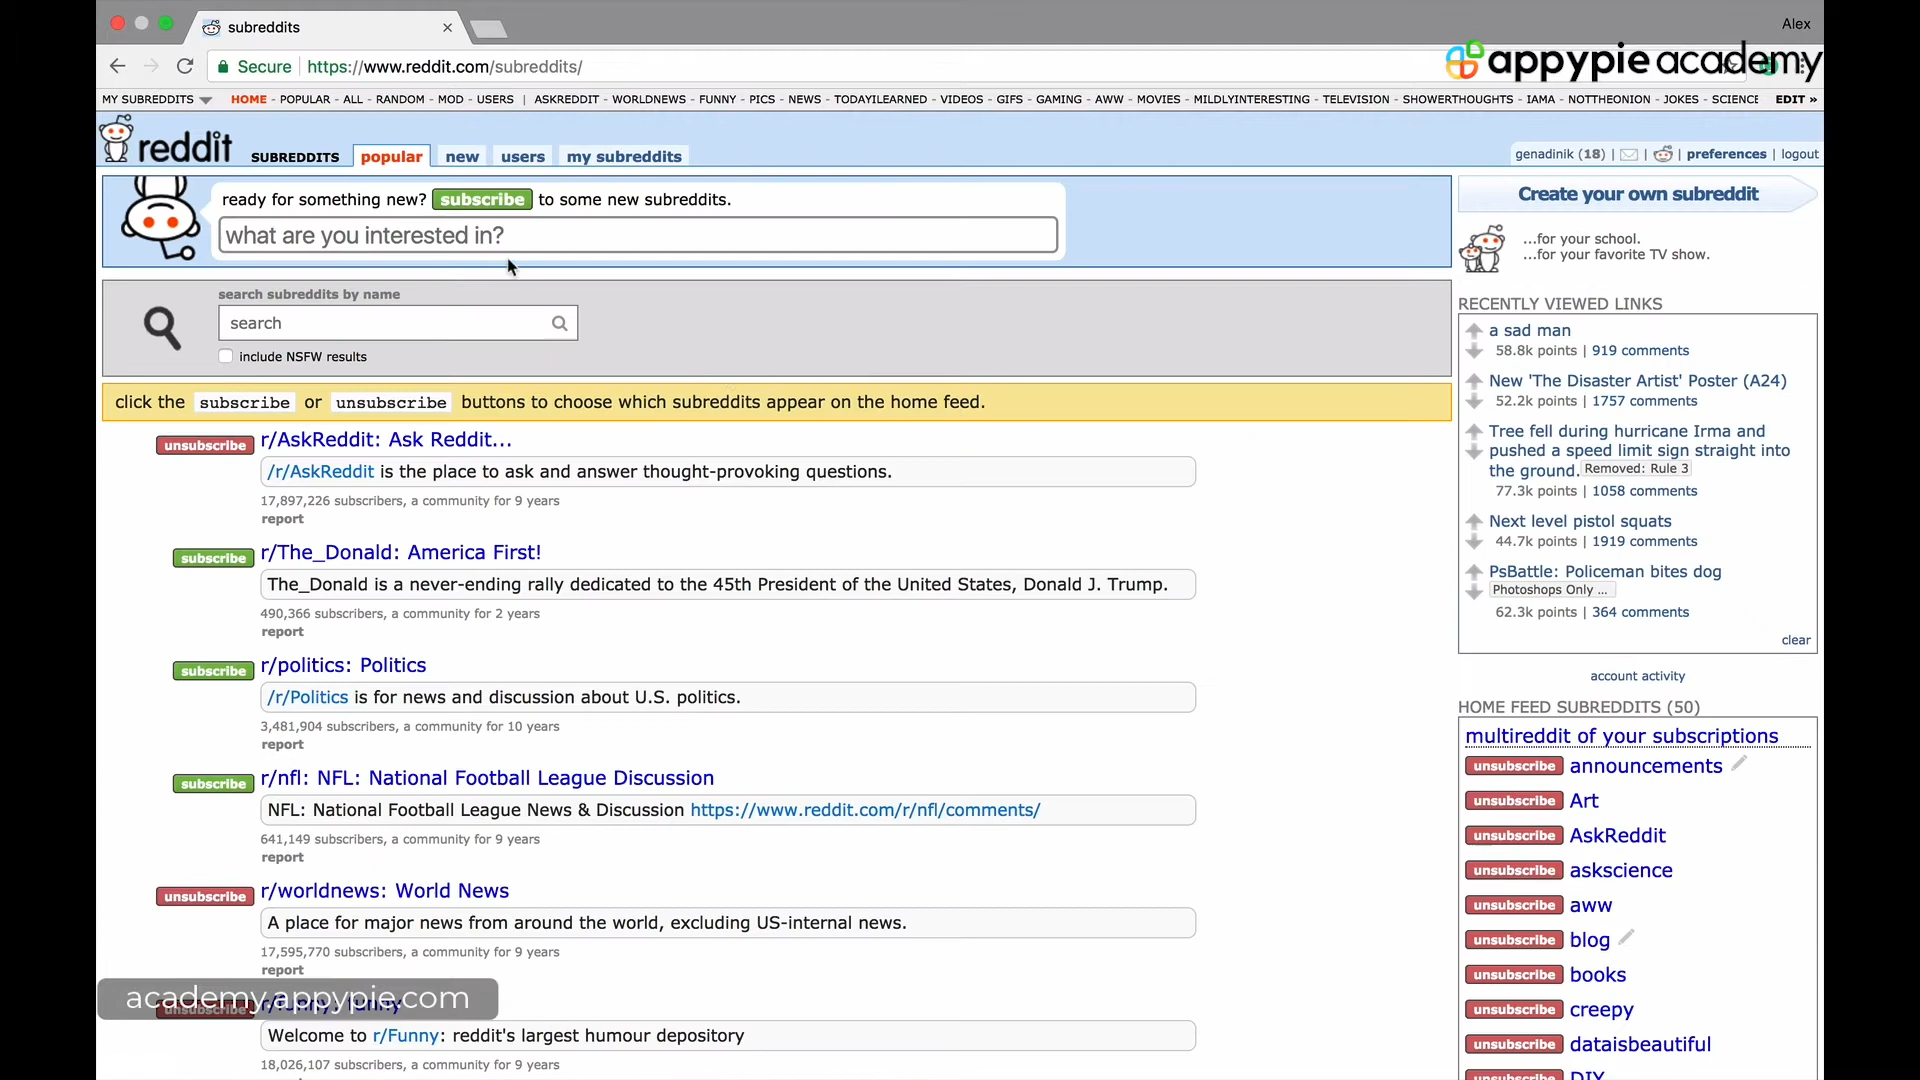 subreddits
Alex
Secure https://www.reddit.com/subreddits/
appypie academy
MY SUBREDDITS HOME - POPULAR - ALL - RANDOM - MOD - USERS | ASKREDDIT - WORLDNEWS - FUNNY - PICS - NEWS - TODAYILEARNED - VIDEOS - GIFS - GAMING - AWW - MOVIES - MILDLYINTERESTING - TELEVISION - SHOWERTHOUGHTS - IAMA - NOTTHEONION - JOKES - SCIENCE EDIT »
reddit SUBREDDITS popular new users my subreddits
genadinik (18) | | | preferences | logout
ready for something new? subscribe to some new subreddits.
what are you interested in?
search subreddits by name
search
include NSFW results
click the subscribe or unsubscribe buttons to choose which subreddits appear on the home feed.
unsubscribe r/AskReddit: Ask Reddit...
/r/AskReddit is the place to ask and answer thought-provoking questions.
17,897,226 subscribers, a community for 9 years
report
subscribe r/The_Donald: America First!
The_Donald is a never-ending rally dedicated to the 45th President of the United States, Donald J. Trump.
490,366 subscribers, a community for 2 years
report
subscribe r/politics: Politics
/r/Politics is for news and discussion about U.S. politics.
3,481,904 subscribers, a community for 10 years
report
subscribe r/nfl: NFL: National Football League Discussion
NFL: National Football League News & Discussion https://www.reddit.com/r/nfl/comments/
641,149 subscribers, a community for 9 years
report
unsubscribe r/worldnews: World News
A place for major news from around the world, excluding US-internal news.
17,595,770 subscribers, a community for 9 years
report
academy.appypie.com
unsubscribe r/funny: funny
Welcome to r/Funny: reddit's largest humour depository
18,026,107 subscribers, a community for 9 years
Create your own subreddit
...for your school.
...for your favorite TV show.
RECENTLY VIEWED LINKS
a sad man
58.8k points | 919 comments
New 'The Disaster Artist' Poster (A24)
52.2k points | 1757 comments
Tree fell during hurricane Irma and
pushed a speed limit sign straight into
the ground. Removed: Rule 3
77.3k points | 1058 comments
Next level pistol squats
44.7k points | 1919 comments
PsBattle: Policeman bites dog
Photoshops Only ...
62.3k points | 364 comments
clear
account activity
HOME FEED SUBREDDITS (50)
multireddit of your subscriptions
unsubscribe announcements
unsubscribe Art
unsubscribe AskReddit
unsubscribe askscience
unsubscribe aww
unsubscribe blog
unsubscribe books
unsubscribe creepy
unsubscribe dataisbeautiful
unsubscribe DIY